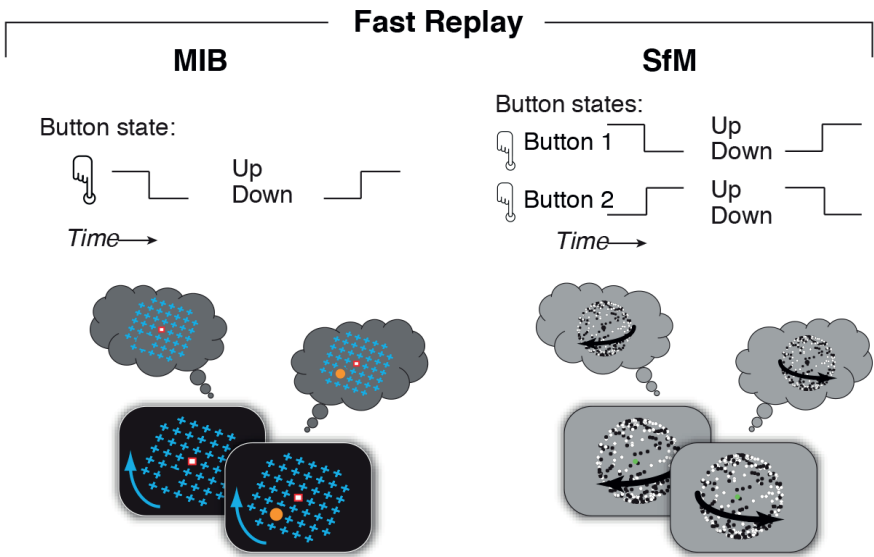 Fast Replay
MIB
Button state:
Up
Down
Time
SfM
Button states:
Button 1
Up
Down
Button 2
Up
Down
Time